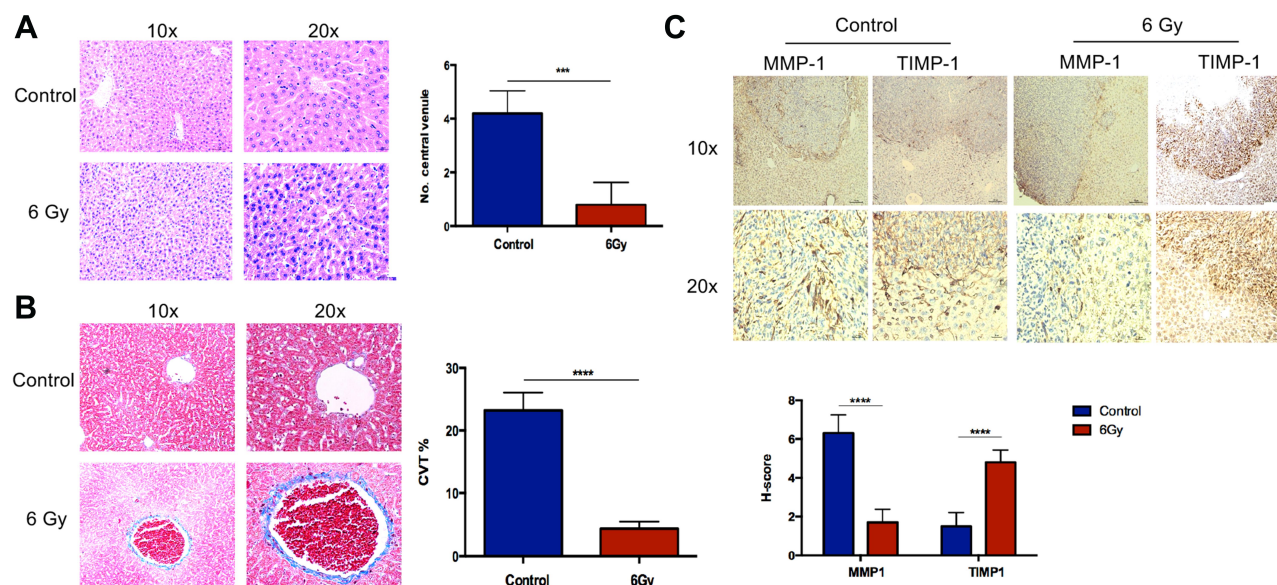 A
10x
20x
Control
6 Gy
No. central venule
6
4
2
0
***
Control
6Gy
B
10x
20x
Control
6 Gy
CVT %
30
20
10
0
****
Control
6Gy
C
Control
6 Gy
MMP-1
TIMP-1
MMP-1
TIMP-1
10x
20x
H-score
8
6
4
2
0
****
****
MMP1
TIMP1
Control
6Gy